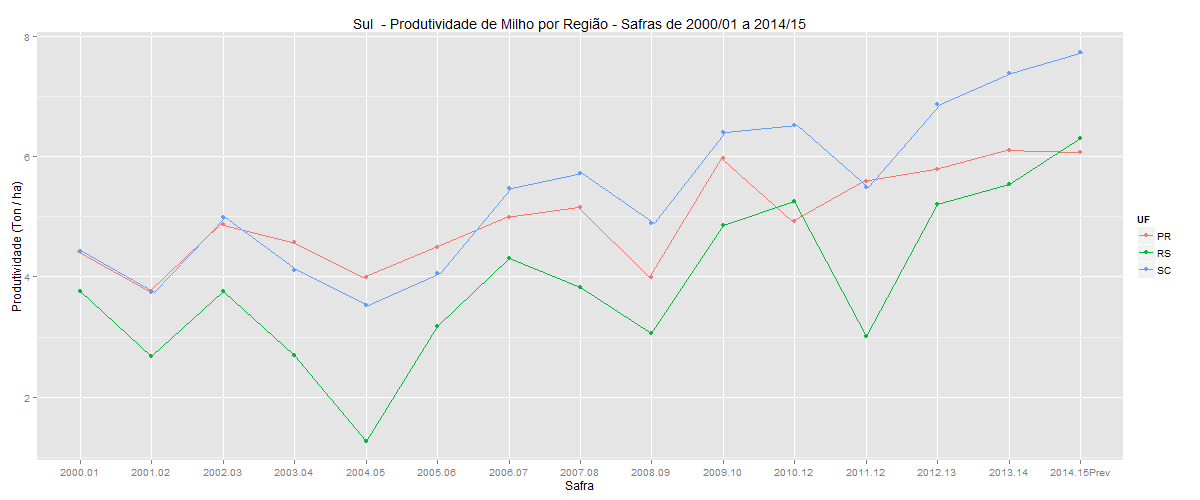 Sul - Produtividade de Milho por Região - Safras de 2000/01 a 2014/15
Produtividade (Ton / ha)
8
6
4
2
2000.01 2001.02 2002.03 2003.04 2004.05 2005.06 2006.07 2007.08 2008.09 2009.10 2010.12 2011.12 2012.13 2013.14 2014.15Prev
Safra
UF
PR
RS
SC